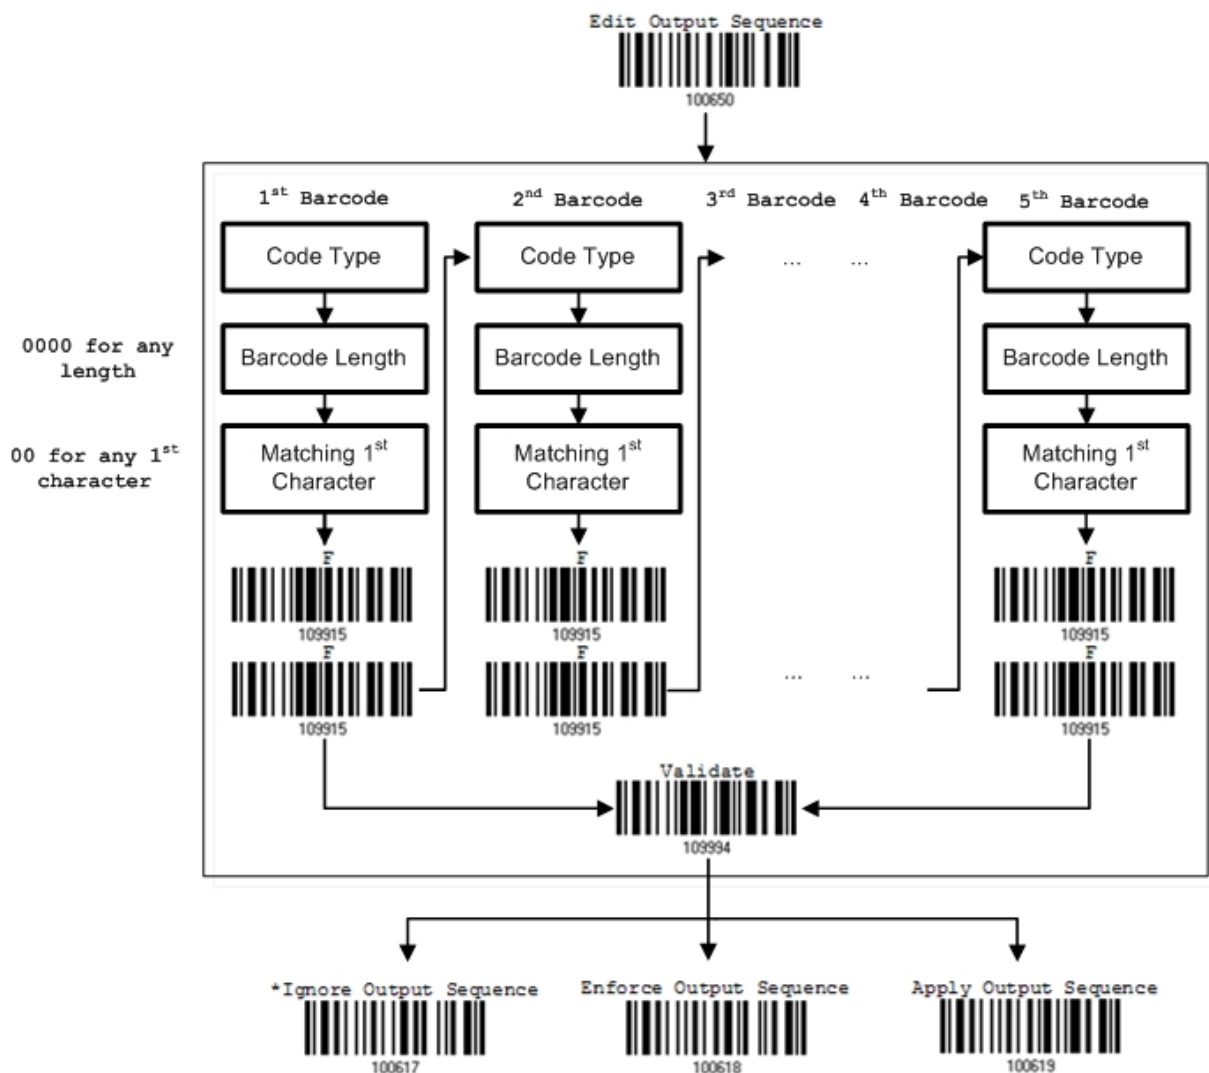 Edit Output Sequence
100650
1st Barcode 2nd Barcode 3rd Barcode 4th Barcode 5th Barcode
Code Type Code Type ... ... Code Type
0000 for any
length
Barcode Length Barcode Length Barcode Length
00 for any 1st
character
Matching 1st
Character
Matching 1st
Character
Matching 1st
Character
F F F
109915 109915 109915
F F F
... ...
109915 109915 109915
Validate
109994
*Ignore Output Sequence Enforce Output Sequence Apply Output Sequence
100617 100618 100619